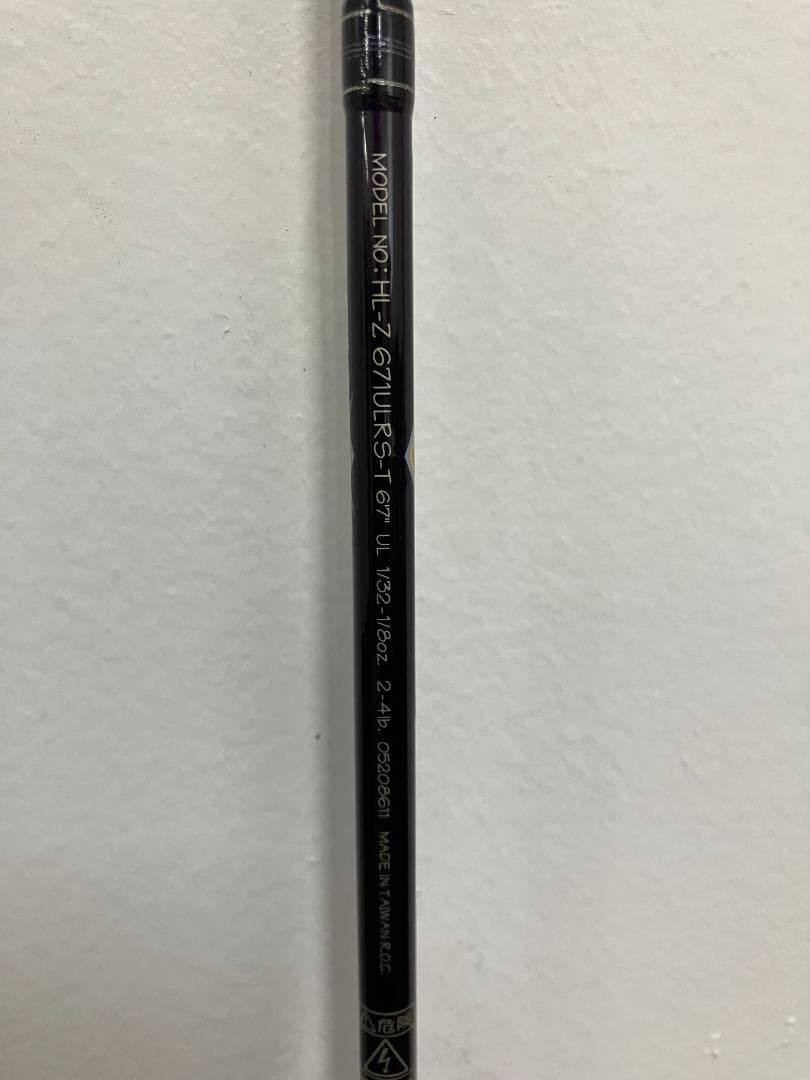 MODEL NO : HL-Z 671ULRS-T 6'7" UL 1/32-1/8oz. 2-4lb. 05208611 MADE IN TAIWAN R.O.C.
危険